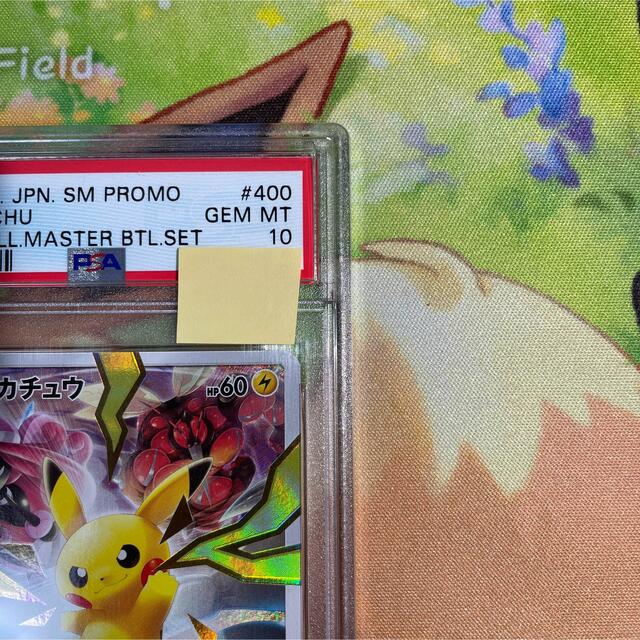 Field
. JPN. SM PROMO #400
CHU GEM MT
LL.MASTER BTL.SET 10
PSA
カチュウ HP60